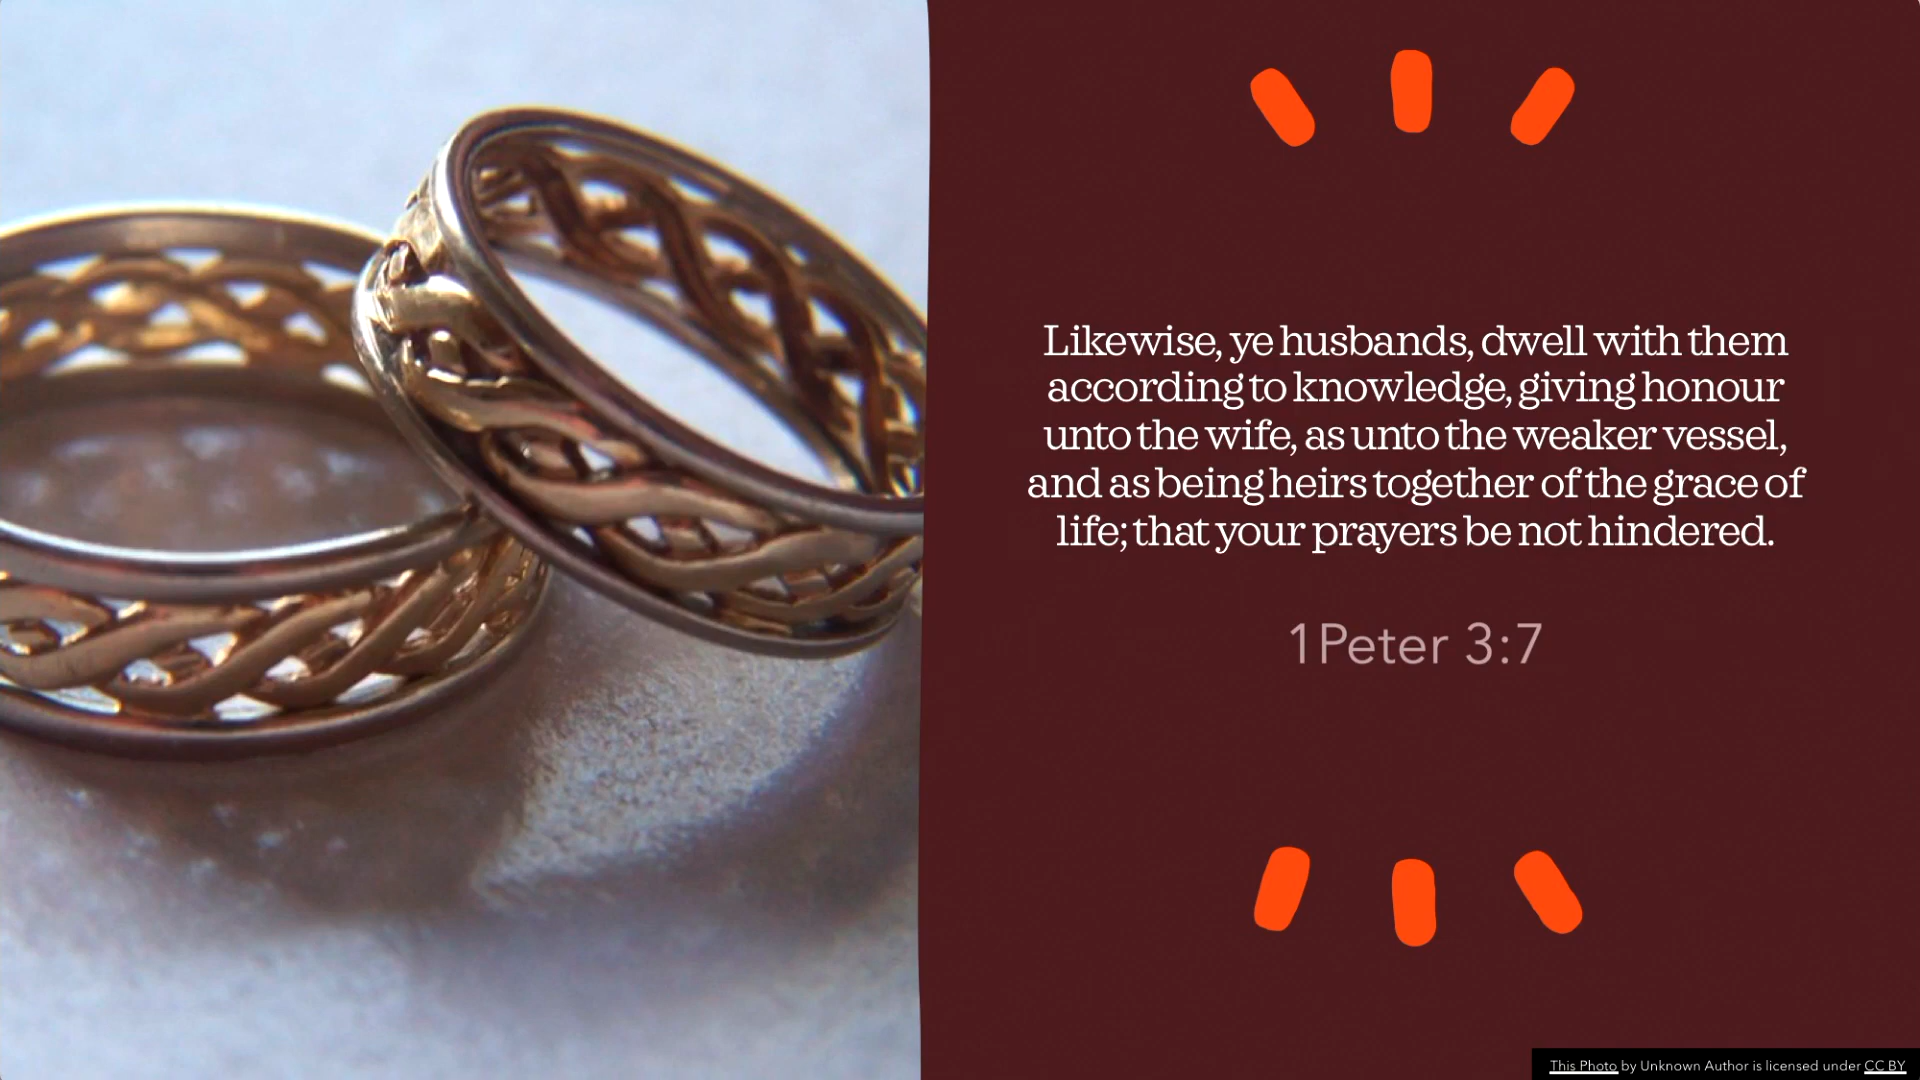 Likewise, ye husbands, dwell with them
according to knowledge, giving honour
unto the wife, as unto the weaker vessel,
and as being heirs together of the grace of
life; that your prayers be not hindered.
1Peter 3:7
This Photo by Unknown Author is licensed under CC BY